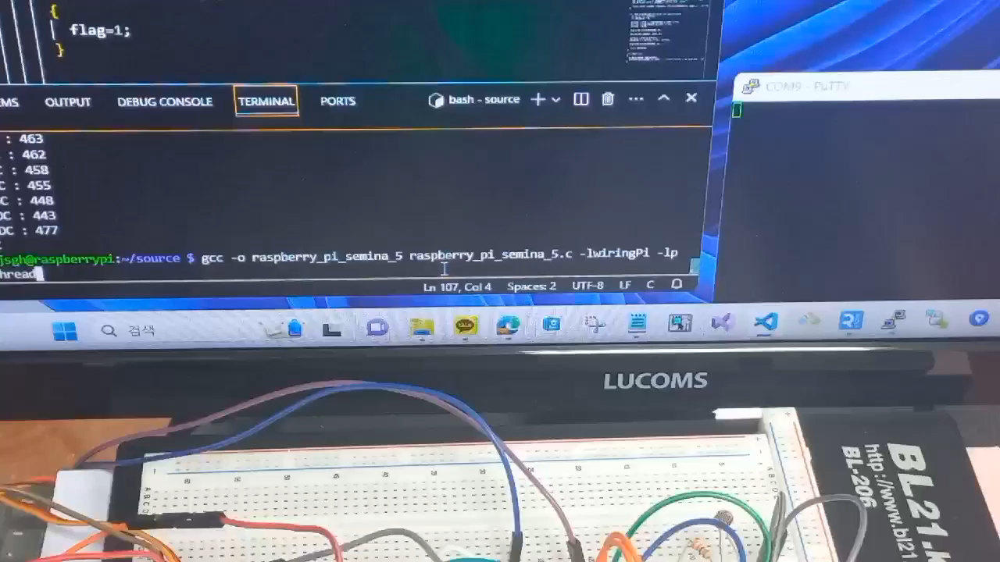 {
flag=1;
}
EMS OUTPUT DEBUG CONSOLE TERMINAL PORTS bash - source
COM9 - PuTTY
: 463
: 462
C : 458
C : 455
C : 448
DC : 443
DC : 477
jsgh@raspberrypi:~/source $ gcc -o raspberry_pi_semina_5 raspberry_pi_semina_5.c -lwiringPi -lp
hread
Ln 107, Col 4 Spaces: 2 UTF-8 LF C
검색
LUCOMS
BL21.
http://www.bl21
BL-206